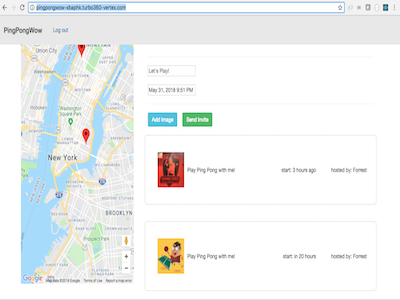 pingpongwow-xtaphk.turbo360-vertex.com
PingPongWow
Log out
Union City
MANHATTAN
Washington
Square Park
New York
BROOKLYN
Prospect Park
Google
Map data ©2018 Google
Terms of Use
Report a map error
Let's Play!
May 31, 2018 9:51 PM
Add Image
Send Invite
Play Ping Pong with me!
start: 3 hours ago
hosted by: Forrest
Play Ping Pong with me!
start: in 20 hours
hosted by: Forrest